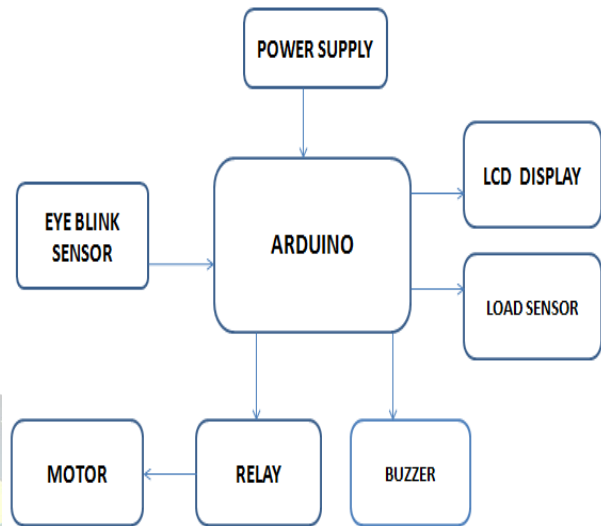 POWER SUPPLY
LCD DISPLAY
EYE BLINK
SENSOR
ARDUINO
LOAD SENSOR
MOTOR
RELAY
BUZZER